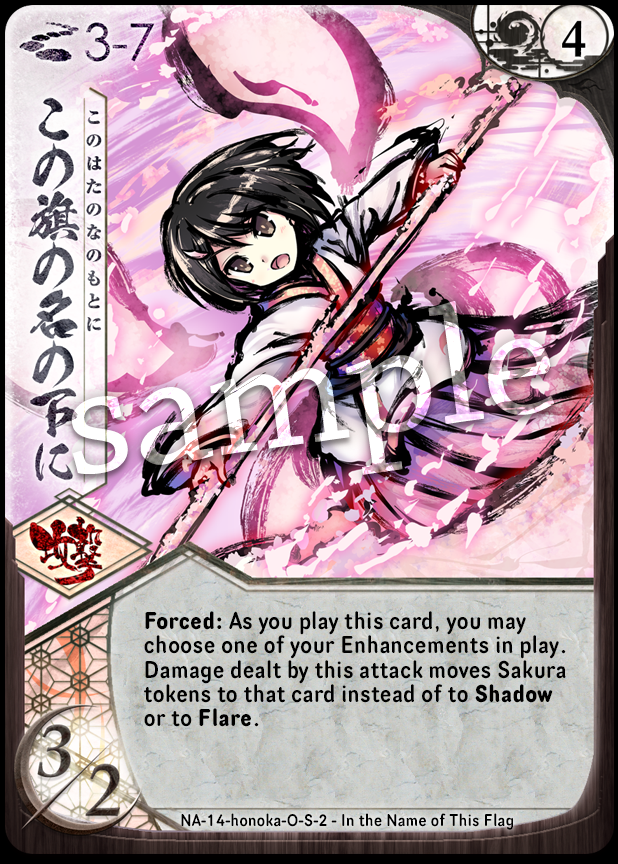 3-7
4
この旗の名の下に
このはたのなのもとに
sample
攻撃
Forced: As you play this card, you may
choose one of your Enhancements in play.
Damage dealt by this attack moves Sakura
tokens to that card instead of to Shadow
or to Flare.
3/2
NA-14-honoka-O-S-2 - In the Name of This Flag